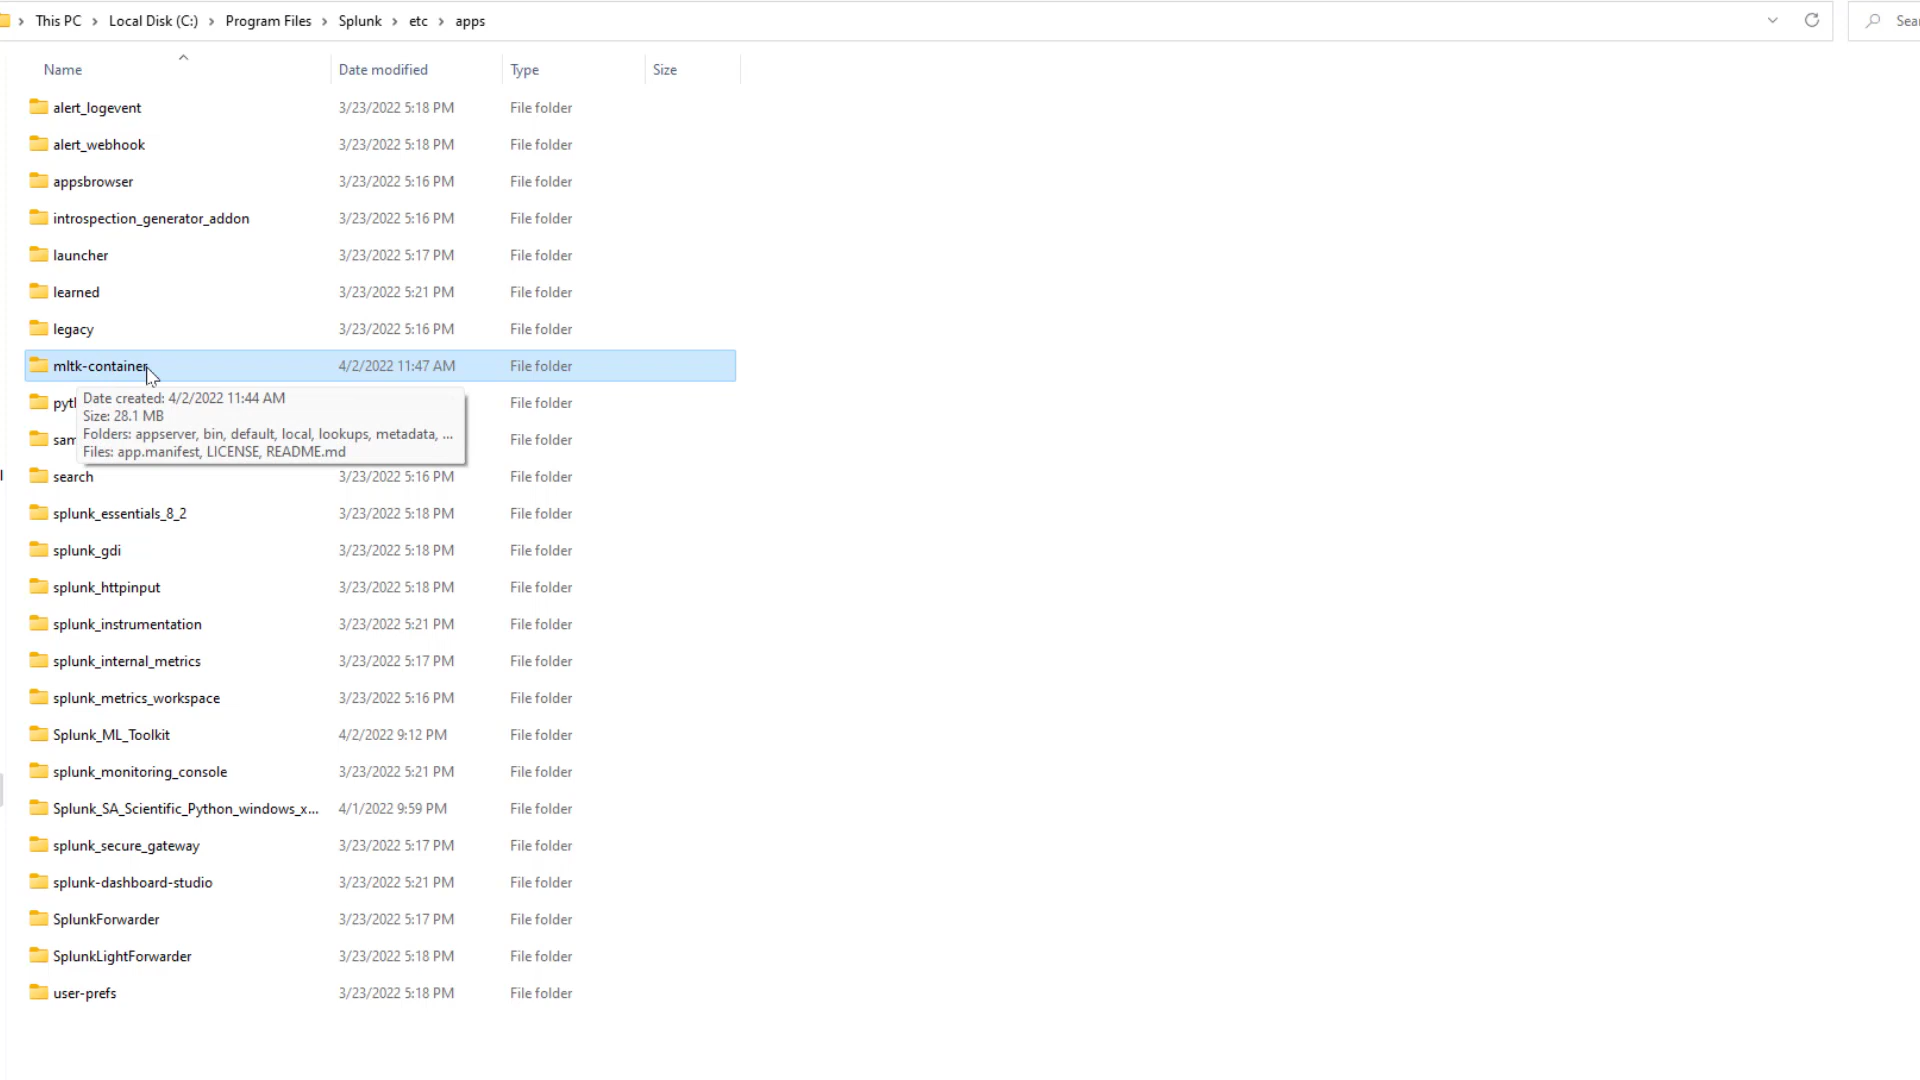 This PC > Local Disk (C:) > Program Files > Splunk > etc > apps
Name Date modified Type Size
alert_logevent 3/23/2022 5:18 PM File folder
alert_webhook 3/23/2022 5:18 PM File folder
appsbrowser 3/23/2022 5:16 PM File folder
introspection_generator_addon 3/23/2022 5:16 PM File folder
launcher 3/23/2022 5:17 PM File folder
learned 3/23/2022 5:21 PM File folder
legacy 3/23/2022 5:16 PM File folder
mltk-container 4/2/2022 11:47 AM File folder
Date created: 4/2/2022 11:44 AM
Size: 28.1 MB
Folders: appserver, bin, default, local, lookups, metadata, ...
Files: app.manifest, LICENSE, README.md
File folder
sam File folder
search 3/23/2022 5:16 PM File folder
splunk_essentials_8_2 3/23/2022 5:18 PM File folder
splunk_gdi 3/23/2022 5:18 PM File folder
splunk_httpinput 3/23/2022 5:18 PM File folder
splunk_instrumentation 3/23/2022 5:21 PM File folder
splunk_internal_metrics 3/23/2022 5:17 PM File folder
splunk_metrics_workspace 3/23/2022 5:16 PM File folder
Splunk_ML_Toolkit 4/2/2022 9:12 PM File folder
splunk_monitoring_console 3/23/2022 5:21 PM File folder
Splunk_SA_Scientific_Python_windows_x... 4/1/2022 9:59 PM File folder
splunk_secure_gateway 3/23/2022 5:17 PM File folder
splunk-dashboard-studio 3/23/2022 5:21 PM File folder
SplunkForwarder 3/23/2022 5:17 PM File folder
SplunkLightForwarder 3/23/2022 5:18 PM File folder
user-prefs 3/23/2022 5:18 PM File folder